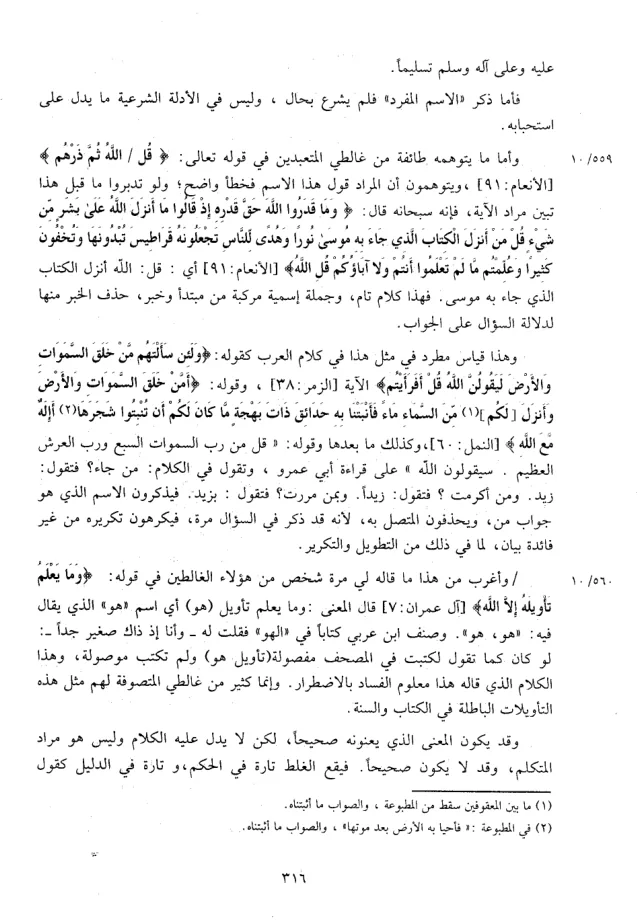 عليه وعلى آله وسلم تسليماً.
فأما ذكر «الاسم المفرد» فلم يشرع بحال ، وليس في الأدلة الشرعية ما يدل على
استحبابه.
١٠/٥٥٩ وأما ما يتوهمه طائفة من غالطي المتعبدين في قوله تعالى: ﴿ قُل / اللَّهُ ثُمَّ ذَرْهُم ﴾
[الأنعام:٩١] ،ويتوهمون أن المراد قول هذا الاسم فخطأ واضح؛ ولو تدبروا ما قبل هذا
تبين مراد الآية، فإنه سبحانه قال: ﴿ وَمَا قَدَرُوا اللَّهَ حَقَّ قَدْرِهِ إِذْ قَالُوا مَا أَنزَلَ اللَّهُ عَلَىٰ بَشَرٍ مِّن
شَيْءٍ قُلْ مَنْ أَنزَلَ الْكِتَابَ الَّذِي جَاءَ بِهِ مُوسَىٰ نُورًا وَهُدًى لِّلنَّاسِ تَجْعَلُونَهُ قَرَاطِيسَ تُبْدُونَهَا وَتُخْفُونَ
كَثِيرًا وَعُلِّمْتُم مَّا لَمْ تَعْلَمُوا أَنتُمْ وَلا آبَاؤُكُمْ قُلِ اللَّهُ﴾ [الأنعام:٩١] أي : قل: الله أنزل الكتاب
الذي جاء به موسى. فهذا كلام تام، وجملة إسمية مركبة من مبتدأ وخبر، حذف الخبر منها
لدلالة السؤال على الجواب.
وهذا قياس مطرد في مثل هذا في كلام العرب كقوله: ﴿وَلَئِن سَأَلْتَهُم مَّنْ خَلَقَ السَّمَوَاتِ
وَالأَرْضَ لَيَقُولُنَّ اللَّهُ قُلْ أَفَرَأَيْتُم﴾ الآية [الزمر:٣٨] ، وقوله: ﴿أَمَّنْ خَلَقَ السَّمَوَاتِ وَالأَرْضَ
وَأَنزَلَ [لَكُم](١) مِّنَ السَّمَاءِ مَاءً فَأَنبَتْنَا بِهِ حَدَائِقَ ذَاتَ بَهْجَةٍ مَّا كَانَ لَكُمْ أَن تُنبِتُوا شَجَرَهَا(٢) أَإِلَهٌ
مَّعَ اللَّهِ ﴾ [النمل:٦٠]،وكذلك ما بعدها وقوله: « قل من رب السموات السبع ورب العرش
العظيم . سيقولون الله » على قراءة أبي عمرو ، وتقول في الكلام: من جاء؟ فتقول:
زيد. ومن أكرمت ؟ فتقول: زيداً. وبمن مررت؟ فتقول : بزيد. فيذكرون الاسم الذي هو
جواب من، ويحذفون المتصل به، لأنه قد ذكر في السؤال مرة، فيكرهون تكريره من غير
فائدة بيان، لما في ذلك من التطويل والتكرير.
١٠/٥٦٠ / وأغرب من هذا ما قاله لي مرة شخص من هؤلاء الغالطين في قوله: ﴿وَمَا يَعْلَمُ
تَأْوِيلَهُ إِلاَّ اللَّهُ﴾ [آل عمران:٧] قال المعنى :وما يعلم تأويل (هو) أي اسم «هو» الذي يقال
فيه: «هو، هو». وصنف ابن عربي كتاباً في «الهو» فقلت له ـ وأنا إذ ذاك صغير جداً ـ:
لو كان كما تقول لكتبت في المصحف مفصولة(تأويل هو) ولم تكتب موصولة، وهذا
الكلام الذي قاله هذا معلوم الفساد بالاضطرار. وإنما كثير من غالطي المتصوفة لهم مثل هذه
التأويلات الباطلة في الكتاب والسنة.
وقد يكون المعنى الذي يعنونه صحيحاً، لكن لا يدل عليه الكلام وليس هو مراد
المتكلم، وقد لا يكون صحيحاً. فيقع الغلط تارة في الحكم،و تارة في الدليل كقول
(١) ما بين المعقوفين سقط من المطبوعة ، والصواب ما أثبتناه.
(٢) في المطبوعة :« فأحيا به الأرض بعد موتها» ، والصواب ما أثبتناه.
٣١٦